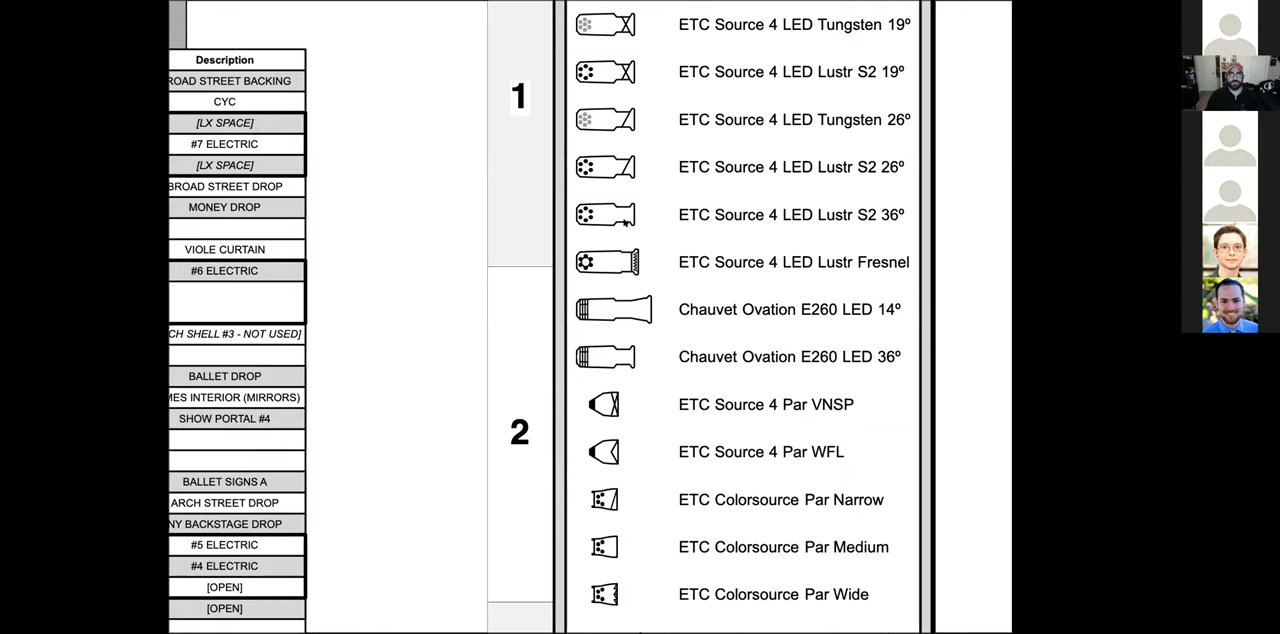 Description
ROAD STREET BACKING
CYC
[LX SPACE]
#7 ELECTRIC
[LX SPACE]
BROAD STREET DROP
MONEY DROP
VIOLE CURTAIN
#6 ELECTRIC
CH SHELL #3 - NOT USED]
BALLET DROP
MES INTERIOR (MIRRORS)
SHOW PORTAL #4
BALLET SIGNS A
ARCH STREET DROP
NY BACKSTAGE DROP
#5 ELECTRIC
#4 ELECTRIC
[OPEN]
[OPEN]
1
2
ETC Source 4 LED Tungsten 19º
ETC Source 4 LED Lustr S2 19º
ETC Source 4 LED Tungsten 26º
ETC Source 4 LED Lustr S2 26º
ETC Source 4 LED Lustr S2 36º
ETC Source 4 LED Lustr Fresnel
Chauvet Ovation E260 LED 14º
Chauvet Ovation E260 LED 36º
ETC Source 4 Par VNSP
ETC Source 4 Par WFL
ETC Colorsource Par Narrow
ETC Colorsource Par Medium
ETC Colorsource Par Wide